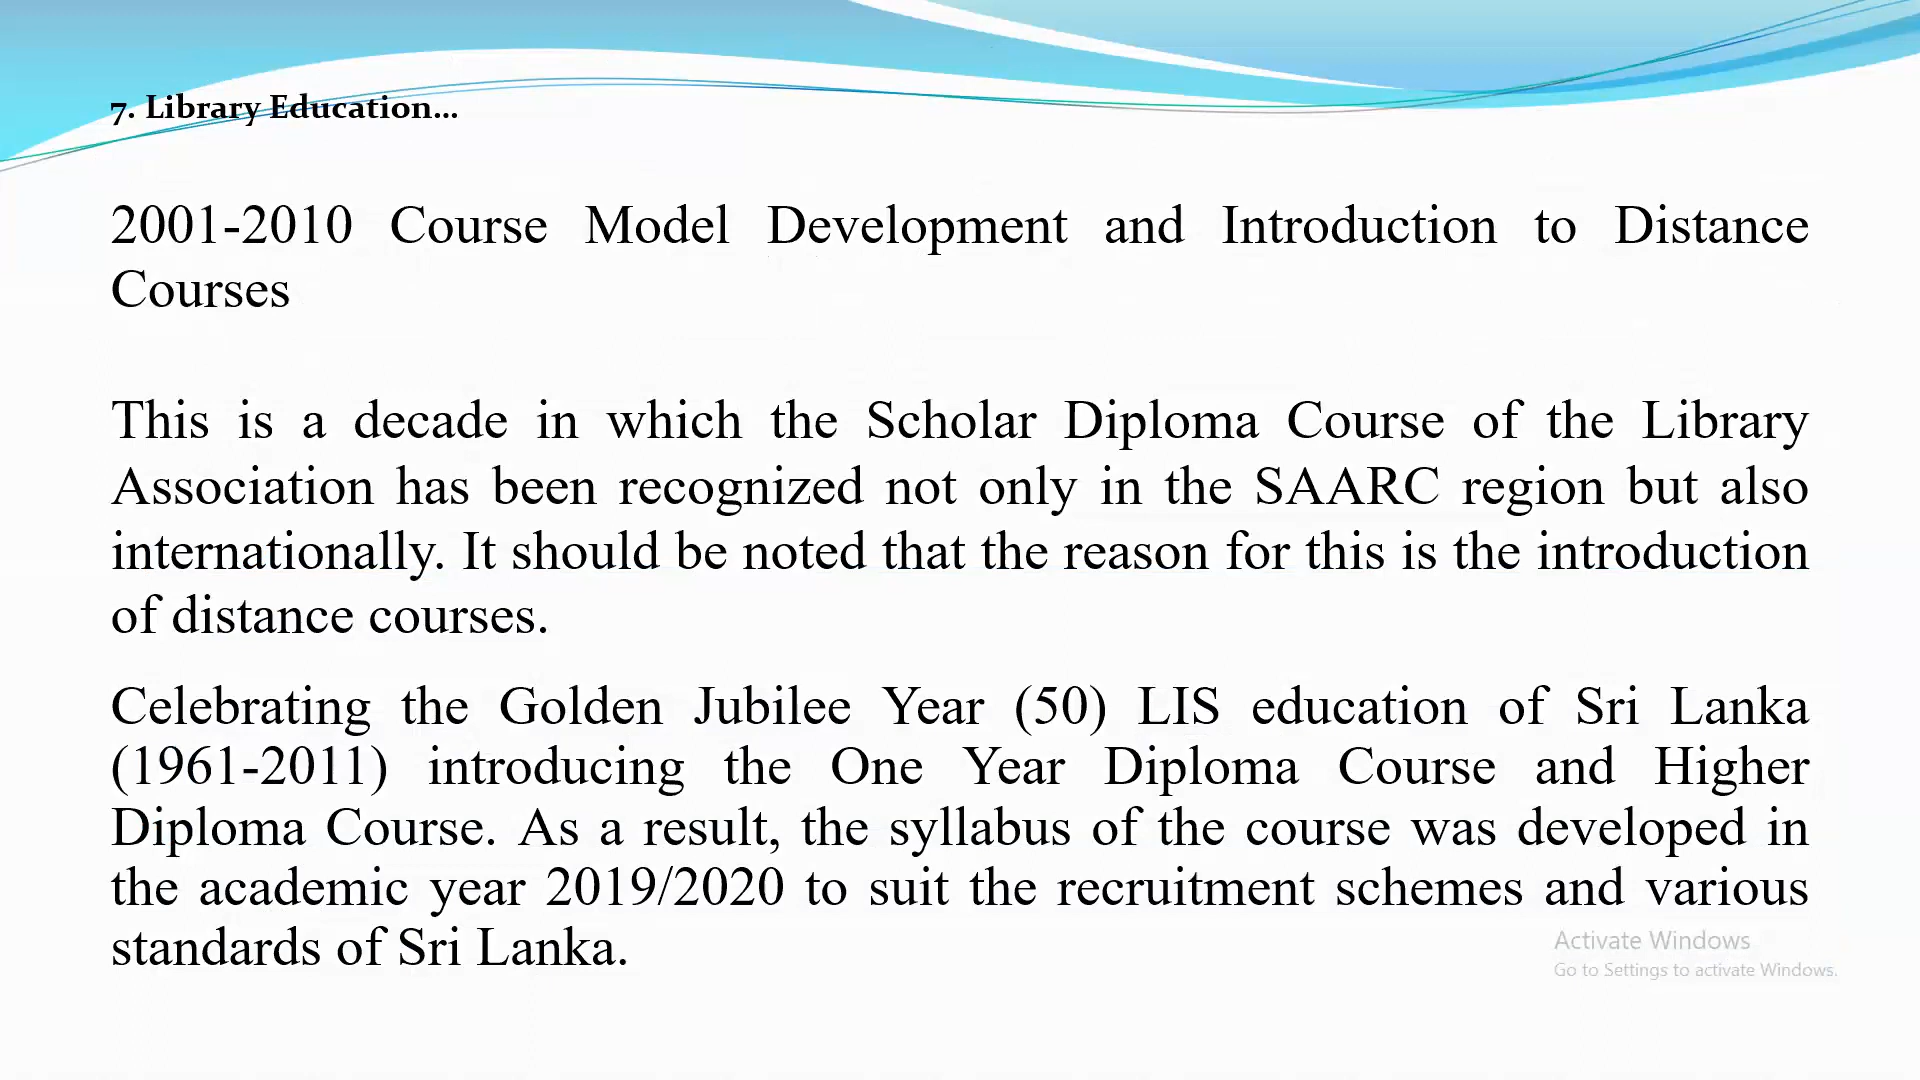 7. Library Education...
2001-2010 Course Model Development and Introduction to Distance
Courses
This is a decade in which the Scholar Diploma Course of the Library
Association has been recognized not only in the SAARC region but also
internationally. It should be noted that the reason for this is the introduction
of distance courses.
Celebrating the Golden Jubilee Year (50) LIS education of Sri Lanka
(1961-2011) introducing the One Year Diploma Course and Higher
Diploma Course. As a result, the syllabus of the course was developed in
the academic year 2019/2020 to suit the recruitment schemes and various
standards of Sri Lanka.
Activate Windows
Go to Settings to activate Windows.